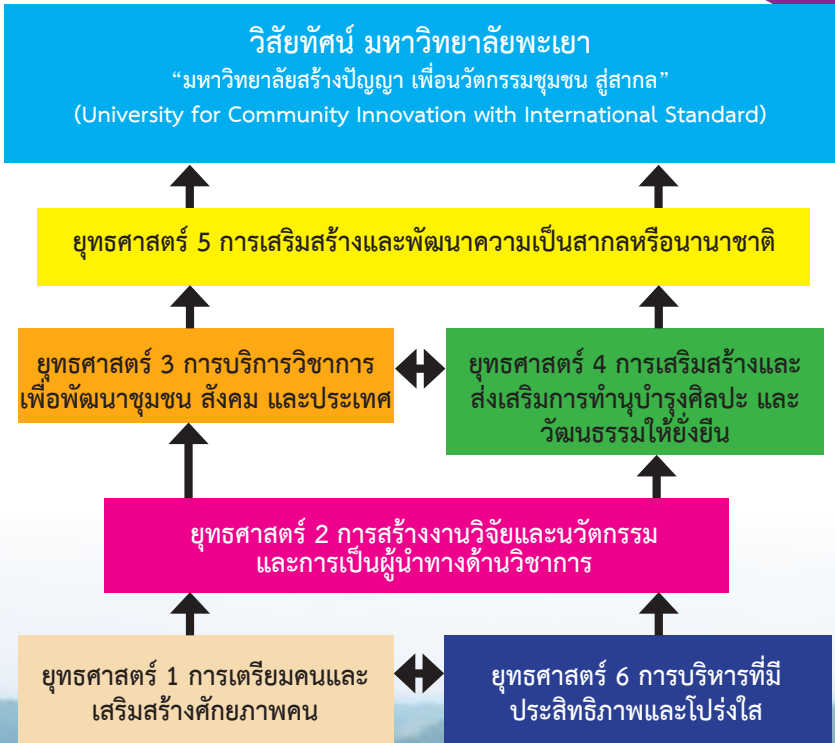 วิสัยทัศน์ มหาวิทยาลัยพะเยา
“มหาวิทยาลัยสร้างปัญญา เพื่อนวัตกรรมชุมชน สู่สากล”
(University for Community Innovation with International Standard)
ยุทธศาสตร์ 5 การเสริมสร้างและพัฒนาความเป็นสากลหรือนานาชาติ
ยุทธศาสตร์ 3 การบริการวิชาการ
เพื่อพัฒนาชุมชน สังคม และประเทศ
ยุทธศาสตร์ 4 การเสริมสร้างและ
ส่งเสริมการทำนุบำรุงศิลปะ และ
วัฒนธรรมให้ยั่งยืน
ยุทธศาสตร์ 2 การสร้างงานวิจัยและนวัตกรรม
และการเป็นผู้นำทางด้านวิชาการ
ยุทธศาสตร์ 1 การเตรียมคนและ
เสริมสร้างศักยภาพคน
ยุทธศาสตร์ 6 การบริหารที่มี
ประสิทธิภาพและโปร่งใส